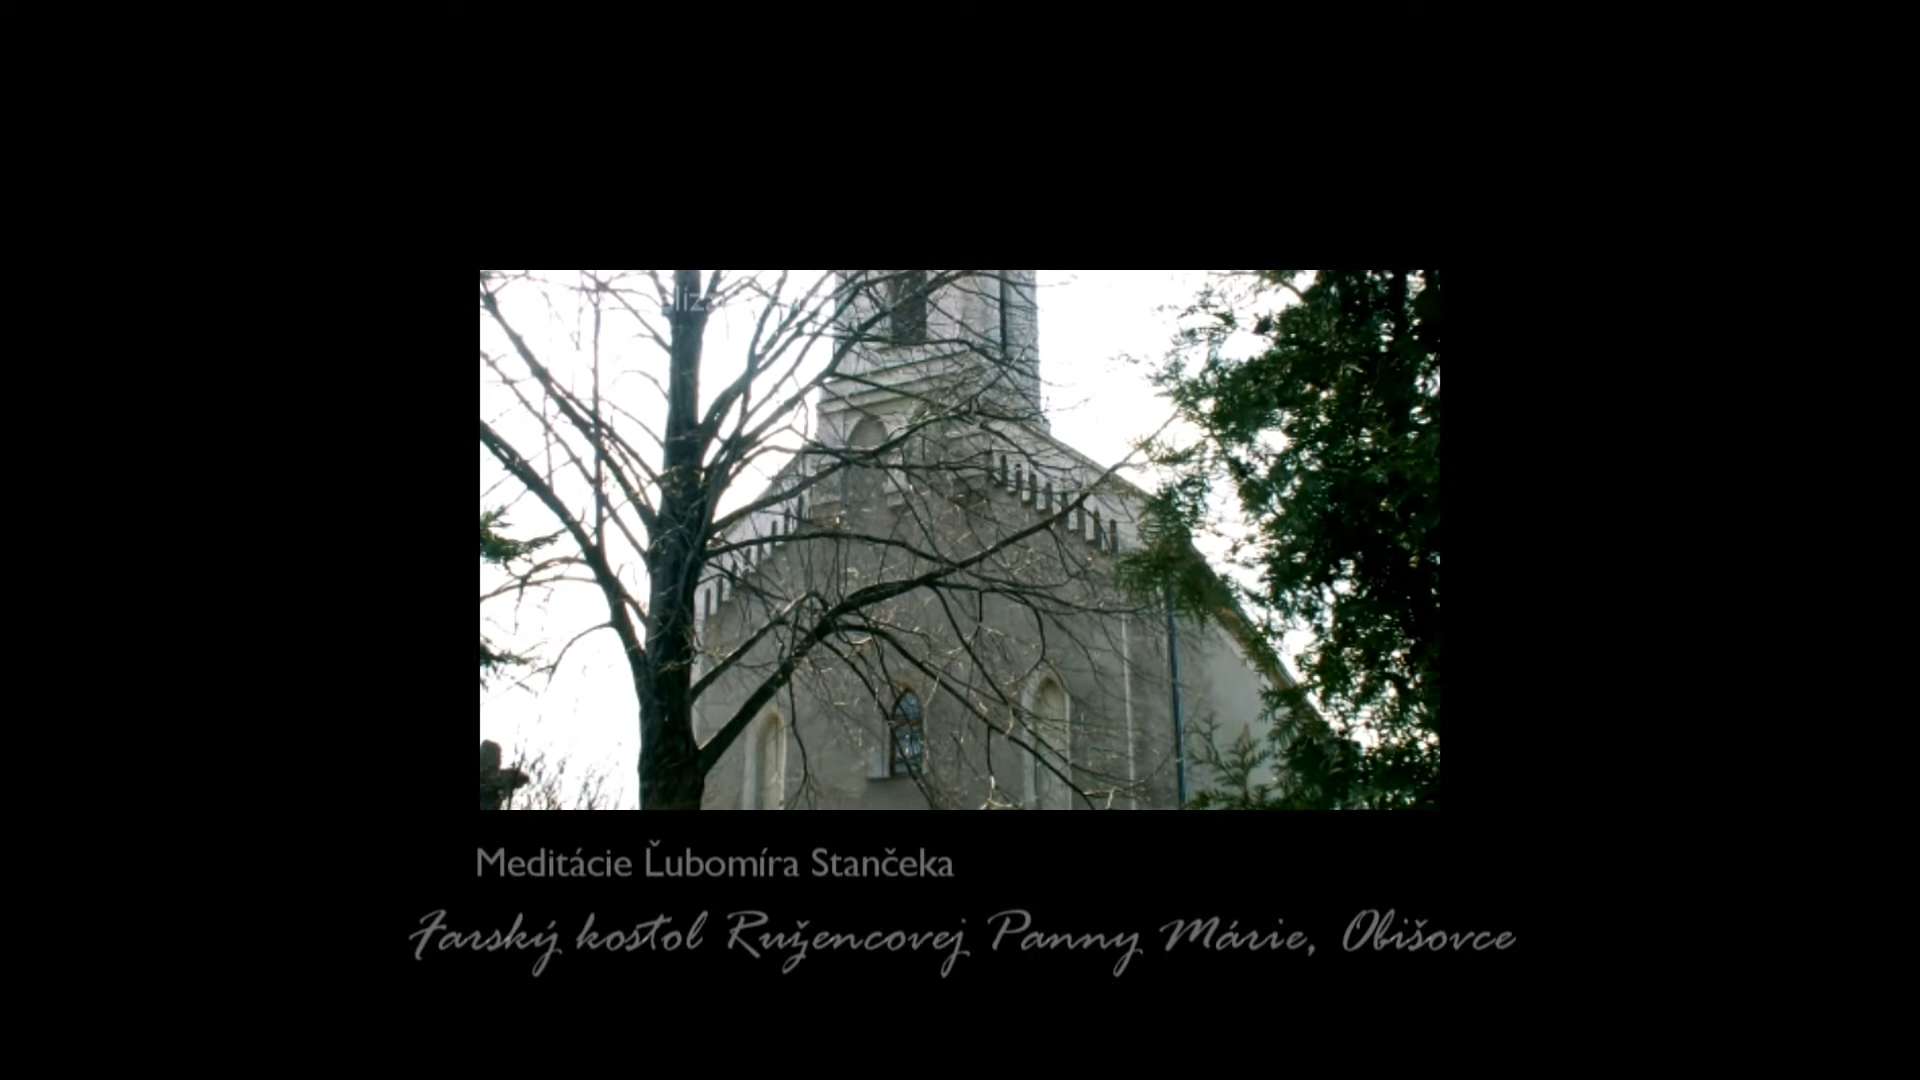 Meditácie Ľubomíra Stančeka
Farský kostol Ružencovej Panny Márie, Obišovce